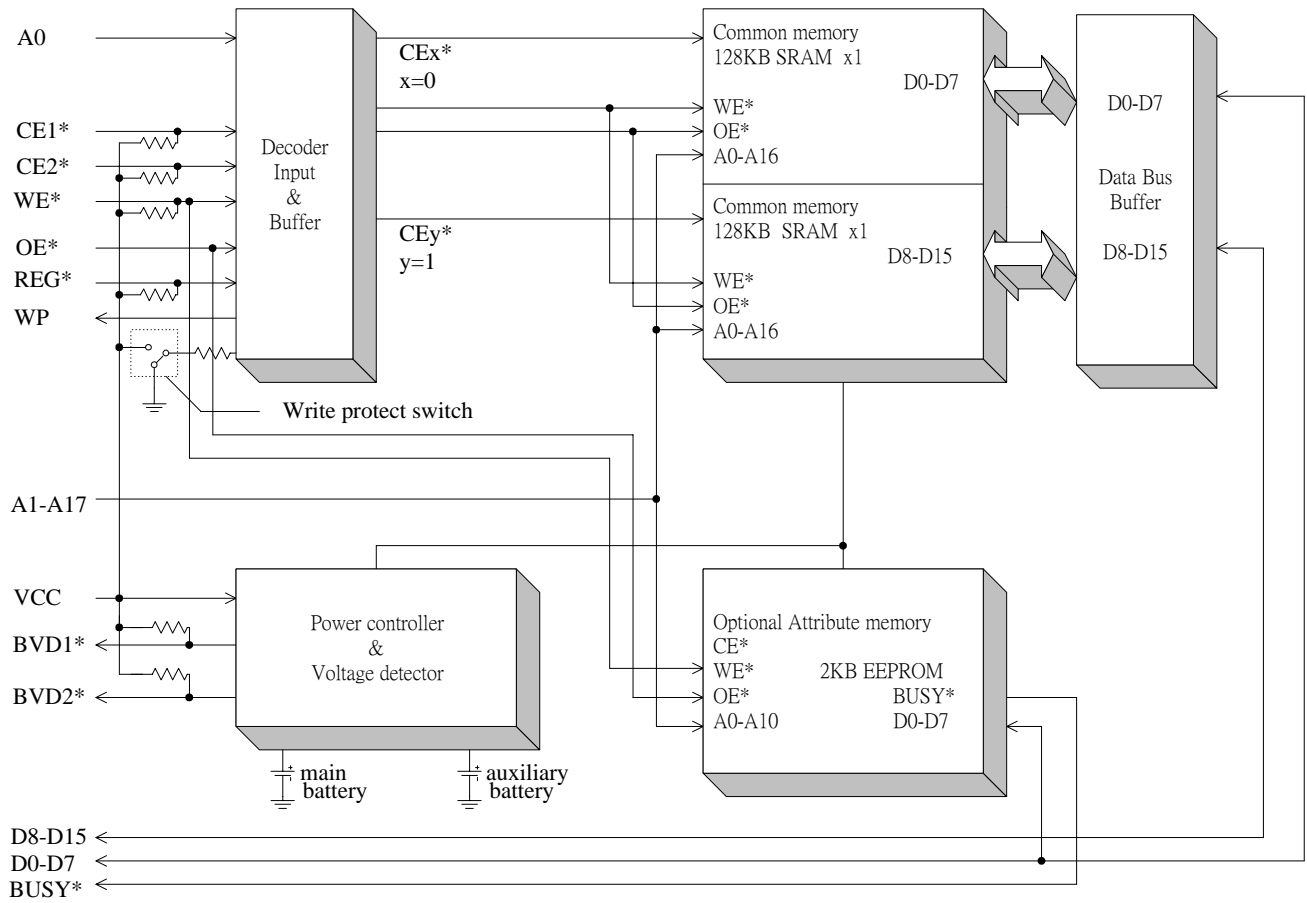 A0
CE1*
CE2*
WE*
OE*
REG*
WP
Decoder
Input
&
Buffer
CEx*
x=0
CEy*
y=1
Common memory
128KB SRAM x1
D0-D7
WE*
OE*
A0-A16
Common memory
128KB SRAM x1
D8-D15
WE*
OE*
A0-A16
D0-D7
Data Bus
Buffer
D8-D15
Write protect switch
A1-A17
VCC
BVD1*
BVD2*
Power controller
&
Voltage detector
+ main
battery
+ auxiliary
battery
Optional Attribute memory
CE*
WE* 2KB EEPROM
OE* BUSY*
A0-A10 D0-D7
D8-D15
D0-D7
BUSY*